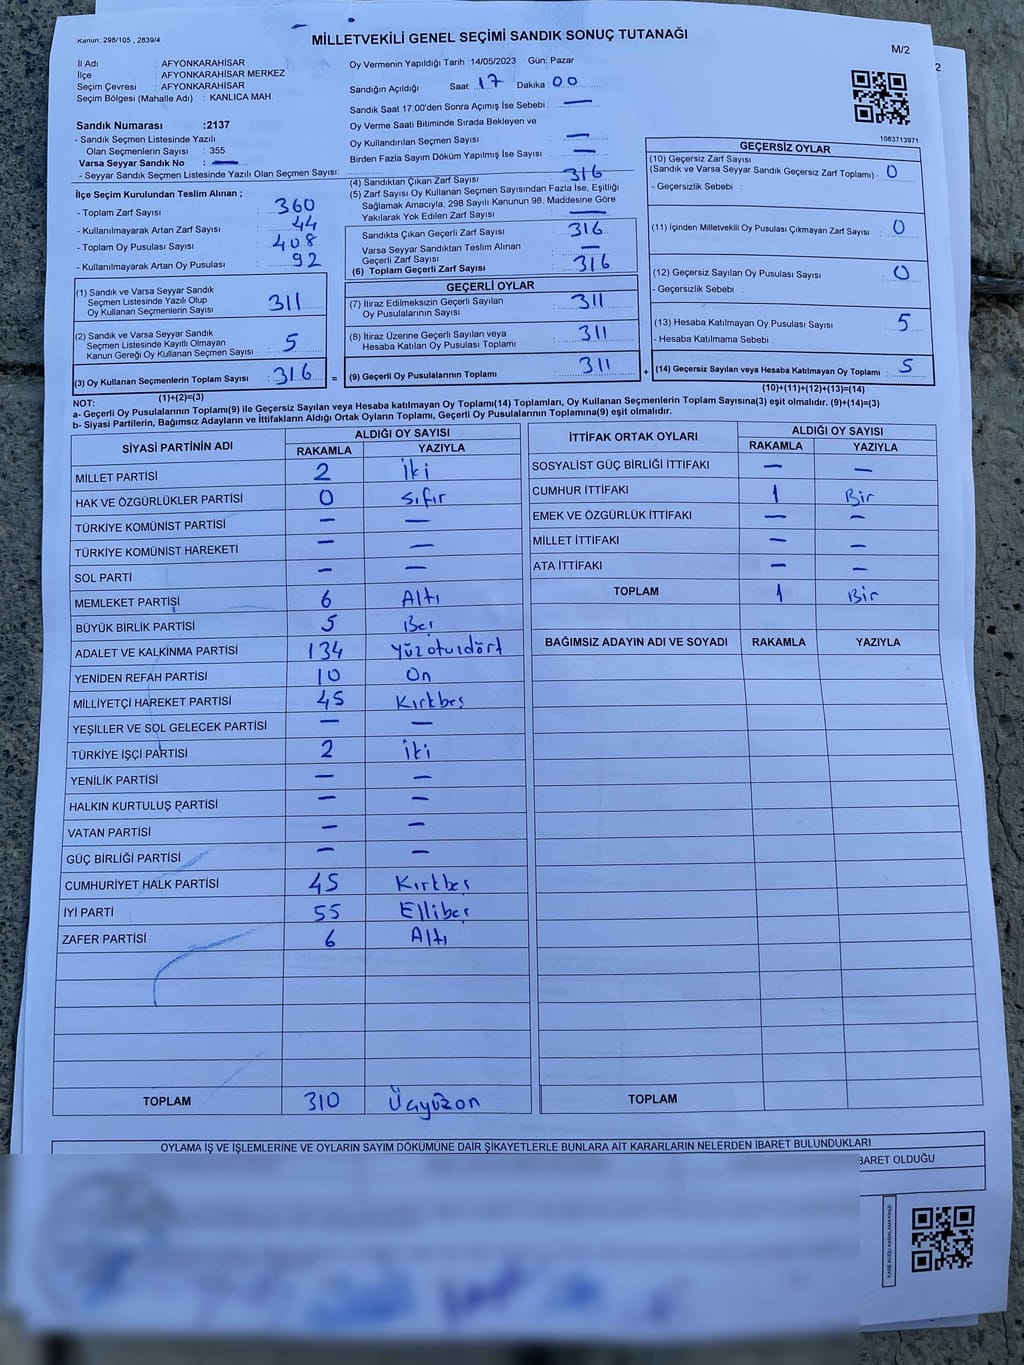 Kanun; 298/105 , 2839/4
MİLLETVEKİLİ GENEL SEÇİMİ SANDIK SONUÇ TUTANAĞI
M/2
2
İl Adı : AFYONKARAHİSAR
İlçe : AFYONKARAHİSAR MERKEZ
Seçim Çevresi : AFYONKARAHİSAR
Seçim Bölgesi (Mahalle Adı) : KANLICA MAH.
Sandık Numarası :2137
- Sandık Seçmen Listesinde Yazılı
Olan Seçmenlerin Sayısı : 355
Varsa Seyyar Sandık No : —
- Seyyar Sandık Seçmen Listesinde Yazılı Olan Seçmen Sayısı:
Oy Vermenin Yapıldığı Tarih :14/05/2023 Gün: Pazar
Sandığın Açıldığı Saat: 17 Dakika 00
Sandık Saat 17:00'den Sonra Açımış İse Sebebi : —
Oy Verme Saati Bitiminde Sırada Bekleyen ve
Oy Kullandırılan Seçmen Sayısı : —
Birden Fazla Sayım Döküm Yapılmış İse Sayısı : —
1083713971
İlçe Seçim Kurulundan Teslim Alınan ;
- Toplam Zarf Sayısı : 360
- Kullanılmayarak Artan Zarf Sayısı : 44
- Toplam Oy Pusulası Sayısı : 408
- Kullanılmayarak Artan Oy Pusulası : 92
(4) Sandıktan Çıkan Zarf Sayısı : 316
(5) Zarf Sayısı Oy Kullanan Seçmen Sayısından Fazla İse, Eşitliği
Sağlamak Amacıyla, 298 Sayılı Kanunun 98. Maddesine Göre
Yakılarak Yok Edilen Zarf Sayısı : —
Sandıkta Çıkan Geçerli Zarf Sayısı : 316
Varsa Seyyar Sandıktan Teslim Alınan
Geçerli Zarf Sayısı : —
(6) Toplam Geçerli Zarf Sayısı : 316
GEÇERSİZ OYLAR
(10) Geçersiz Zarf Sayısı
(Sandık ve Varsa Seyyar Sandık Geçersiz Zarf Toplamı) : 0
- Geçersizlik Sebebi :
(11) İçinden Milletvekili Oy Pusulası Çıkmayan Zarf Sayısı : 0
(12) Geçersiz Sayılan Oy Pusulası Sayısı : 0
- Geçersizlik Sebebi :
(13) Hesaba Katılmayan Oy Pusulası Sayısı : 5
- Hesaba Katılmama Sebebi :
(14) Geçersiz Sayılan veya Hesaba Katılmayan Oy Toplamı : 5
(1) Sandık ve Varsa Seyyar Sandık
Seçmen Listesinde Yazılı Olup
Oy Kullanan Seçmenlerin Sayısı : 311
(2) Sandık ve Varsa Seyyar Sandık
Seçmen Listesinde Kayıtlı Olmayan
Kanun Gereği Oy Kullanan Seçmen Sayısı : 5
(3) Oy Kullanan Seçmenlerin Toplam Sayısı : 316 =
GEÇERLİ OYLAR
(7) İtiraz Edilmeksizin Geçerli Sayılan
Oy Pusulalarının Sayısı : 311
(8) İtiraz Üzerine Geçerli Sayılan veya
Hesaba Katılan Oy Pusulası Toplamı : 311
(9) Geçerli Oy Pusulalarının Toplamı : 311 +
NOT: (1)+(2)=(3)
(10)+(11)+(12)+(13)=(14)
a- Geçerli Oy Pusulalarının Toplamı(9) ile Geçersiz Sayılan veya Hesaba katılmayan Oy Toplamı(14) Toplamları, Oy Kullanan Seçmenlerin Toplam Sayısına(3) eşit olmalıdır. (9)+(14)=(3)
b- Siyasi Partilerin, Bağımsız Adayların ve İttifakların Aldığı Ortak Oyların Toplamı, Geçerli Oy Pusulalarının Toplamına(9) eşit olmalıdır.
SİYASİ PARTİNİN ADI ALDIĞI OY SAYISI
RAKAMLA YAZIYLA
MİLLET PARTİSİ 2 İki
HAK VE ÖZGÜRLÜKLER PARTİSİ 0 sıfır
TÜRKİYE KOMÜNİST PARTİSİ — —
TÜRKİYE KOMÜNİST HAREKETİ — —
SOL PARTİ — —
MEMLEKET PARTİSİ 6 Altı
BÜYÜK BİRLİK PARTİSİ 5 Beş
ADALET VE KALKINMA PARTİSİ 134 Yüzotuzdört
YENİDEN REFAH PARTİSİ 10 On
MİLLİYETÇİ HAREKET PARTİSİ 45 Kırkbeş
YEŞİLLER VE SOL GELECEK PARTİSİ — —
TÜRKİYE İŞÇİ PARTİSİ 2 iki
YENİLİK PARTİSİ — —
HALKIN KURTULUŞ PARTİSİ — —
VATAN PARTİSİ — —
GÜÇ BİRLİĞİ PARTİSİ — —
CUMHURİYET HALK PARTİSİ 45 Kırkbeş
İYİ PARTİ 55 Ellibeş
ZAFER PARTİSİ 6 Altı
TOPLAM 310 Üçyüzon
İTTİFAK ORTAK OYLARI ALDIĞI OY SAYISI
RAKAMLA YAZIYLA
SOSYALİST GÜÇ BİRLİĞİ İTTİFAKI — —
CUMHUR İTTİFAKI 1 Bir
EMEK VE ÖZGÜRLÜK İTTİFAKI — —
MİLLET İTTİFAKI — —
ATA İTTİFAKI — —
TOPLAM 1 Bir
BAĞIMSIZ ADAYIN ADI VE SOYADI RAKAMLA YAZIYLA
TOPLAM
OYLAMA İŞ VE İŞLEMLERİNE VE OYLARIN SAYIM DÖKÜMÜNE DAİR ŞİKAYETLERLE BUNLARA AİT KARARLARIN NELERDEN İBARET BULUNDUKLARI
BARET OLDUĞU